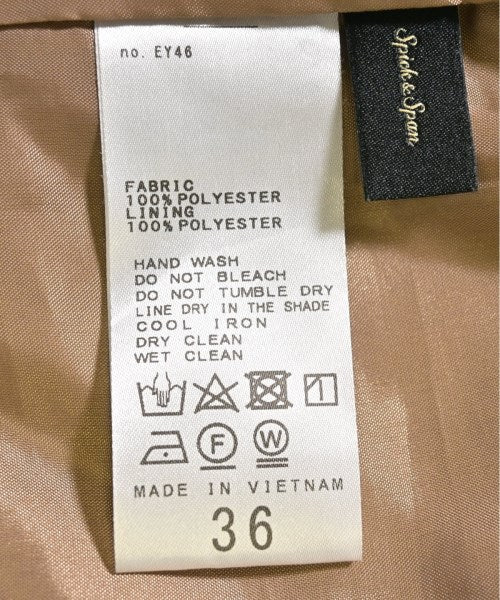 no. EY46
Spick & Span
FABRIC
100% POLYESTER
LINING
100% POLYESTER
HAND WASH
DO NOT BLEACH
DO NOT TUMBLE DRY
LINE DRY IN THE SHADE
COOL IRON
DRY CLEAN
WET CLEAN
F W
MADE IN VIETNAM
36